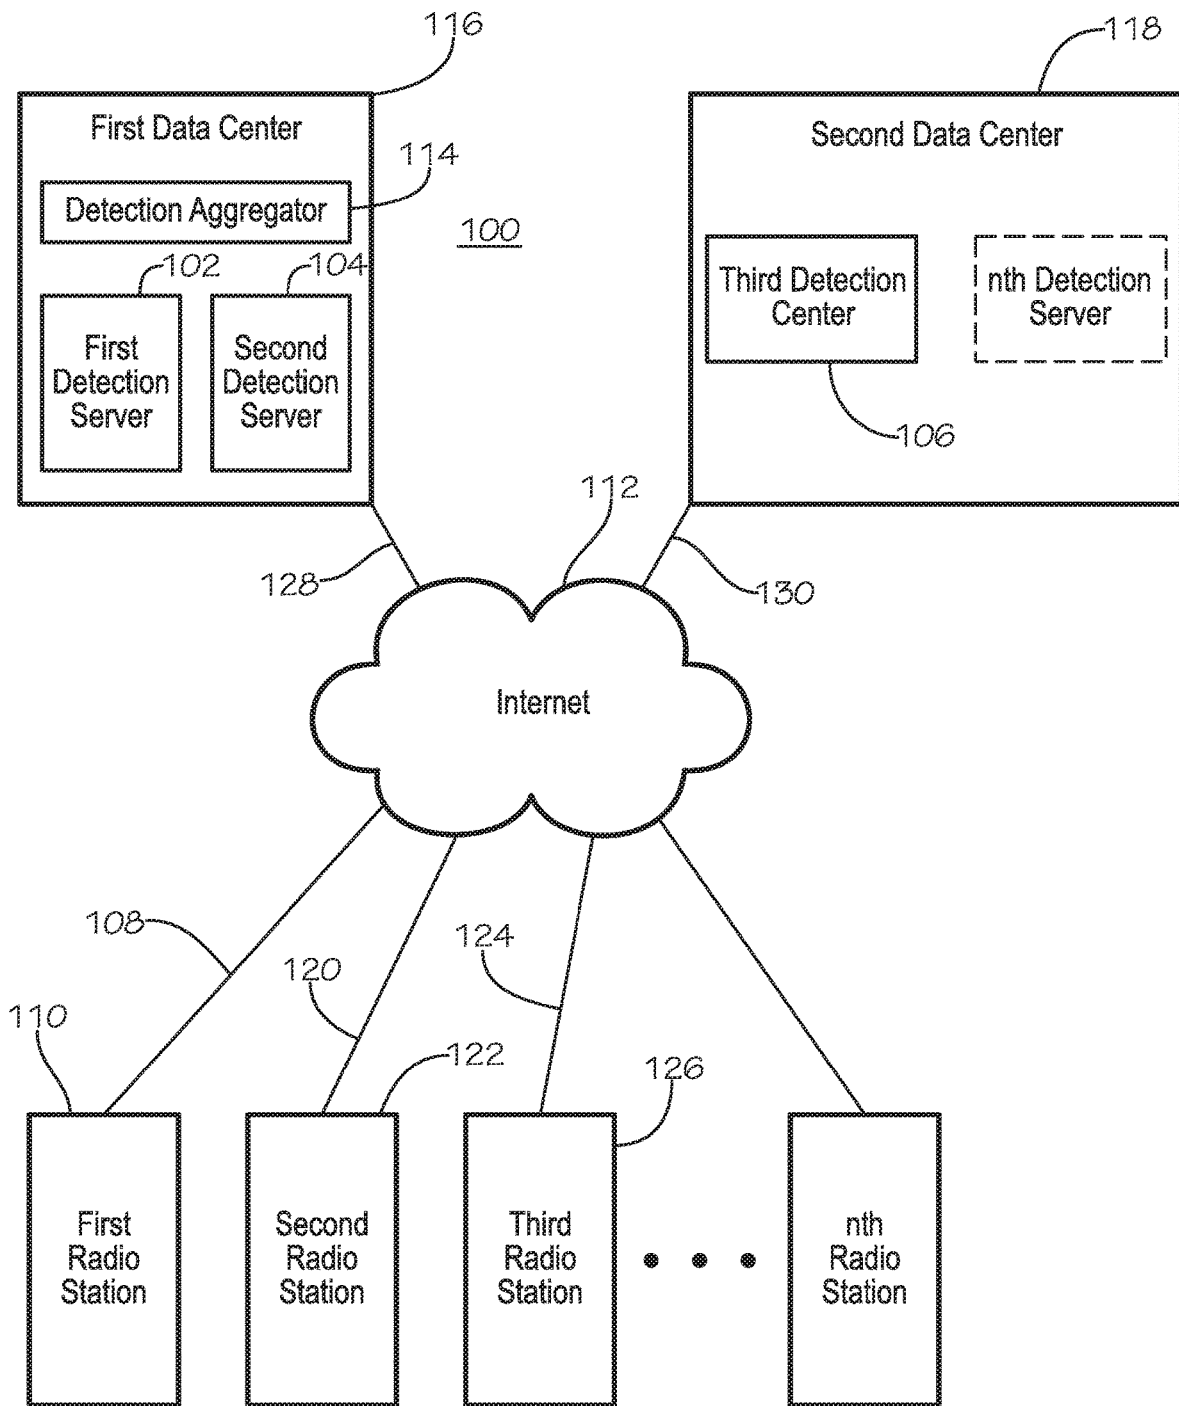 116
118
First Data Center
Second Data Center
114
Detection Aggregator
100
102
104
Third Detection
Center
nth Detection
Server
First
Detection
Server
Second
Detection
Server
106
112
128
130
Internet
108
124
120
110
122
126
First
Radio
Station
Second
Radio
Station
Third
Radio
Station
nth
Radio
Station